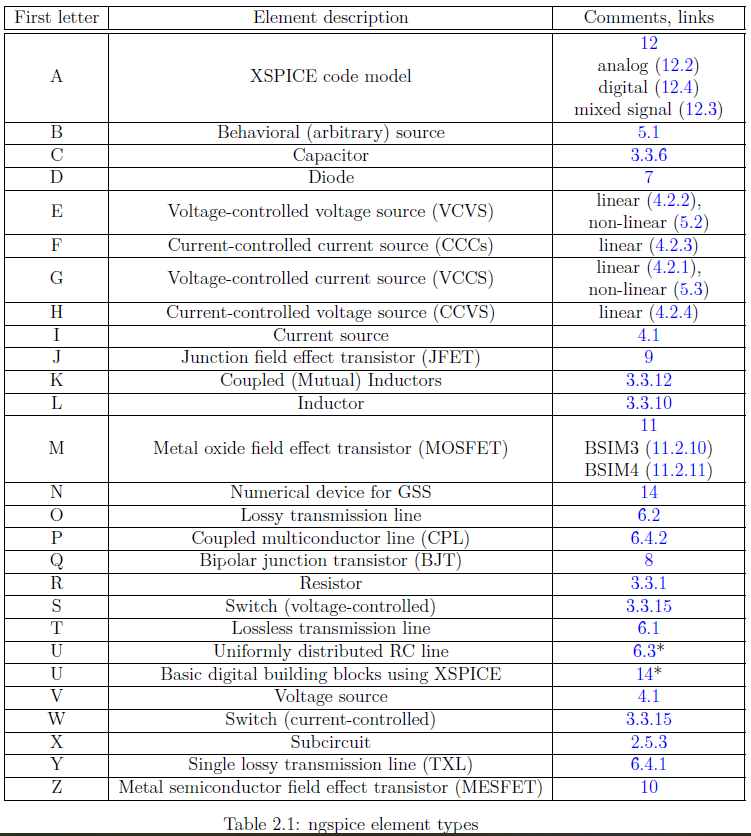 First letter Element description Comments, links
A XSPICE code model 12
analog (12.2)
digital (12.4)
mixed signal (12.3)
B Behavioral (arbitrary) source 5.1
C Capacitor 3.3.6
D Diode 7
E Voltage-controlled voltage source (VCVS) linear (4.2.2),
non-linear (5.2)
F Current-controlled current source (CCCs) linear (4.2.3)
G Voltage-controlled current source (VCCS) linear (4.2.1),
non-linear (5.3)
H Current-controlled voltage source (CCVS) linear (4.2.4)
I Current source 4.1
J Junction field effect transistor (JFET) 9
K Coupled (Mutual) Inductors 3.3.12
L Inductor 3.3.10
M Metal oxide field effect transistor (MOSFET) 11
BSIM3 (11.2.10)
BSIM4 (11.2.11)
N Numerical device for GSS 14
O Lossy transmission line 6.2
P Coupled multiconductor line (CPL) 6.4.2
Q Bipolar junction transistor (BJT) 8
R Resistor 3.3.1
S Switch (voltage-controlled) 3.3.15
T Lossless transmission line 6.1
U Uniformly distributed RC line 6.3*
U Basic digital building blocks using XSPICE 14*
V Voltage source 4.1
W Switch (current-controlled) 3.3.15
X Subcircuit 2.5.3
Y Single lossy transmission line (TXL) 6.4.1
Z Metal semiconductor field effect transistor (MESFET) 10
Table 2.1: ngspice element types